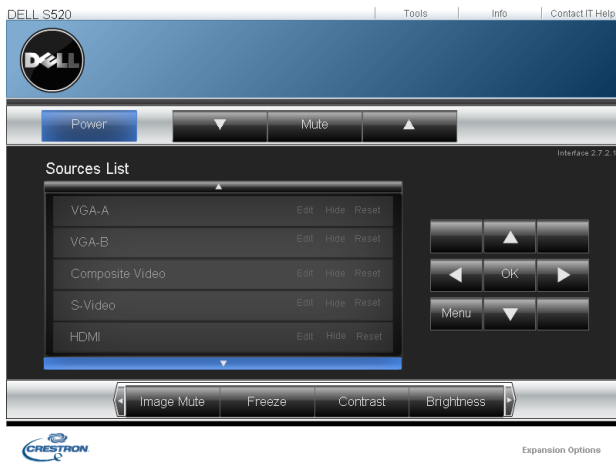 DELL S520
Tools Info Contact IT Help
DELL
Power Mute
Interface 2.7.2.1
Sources List
VGA-A Edit Hide Reset
VGA-B Edit Hide Reset
Composite Video Edit Hide Reset
S-Video Edit Hide Reset
HDMI Edit Hide Reset
OK
Menu
Image Mute Freeze Contrast Brightness
CRESTRON
Expansion Options